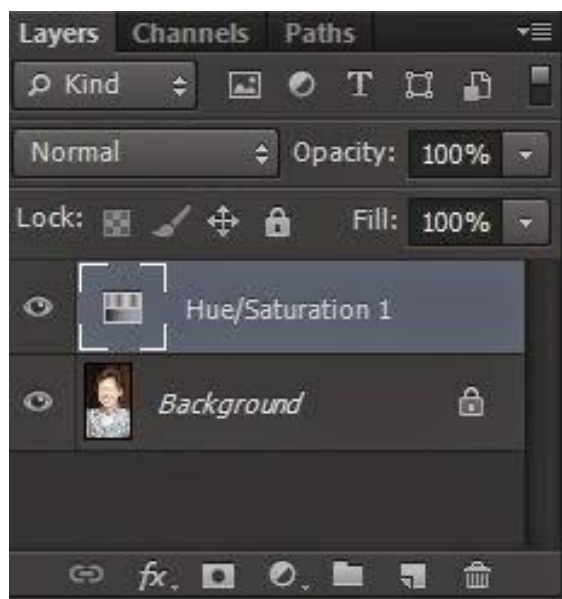 Layers Channels Paths
Kind T
Normal Opacity: 100%
Lock: Fill: 100%
Hue/Saturation 1
Background
fx.